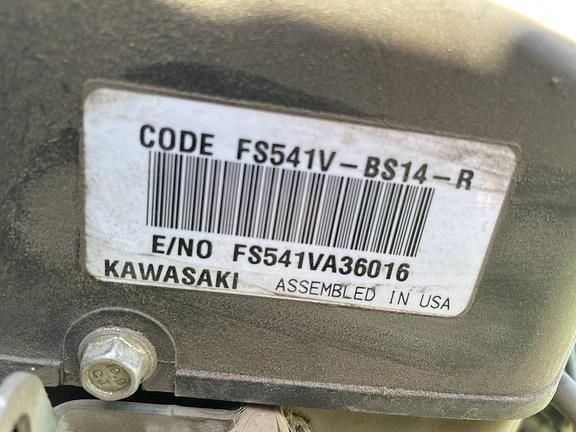 CODE FS541V-BS14-R
E/NO FS541VA36016
KAWASAKI ASSEMBLED IN USA